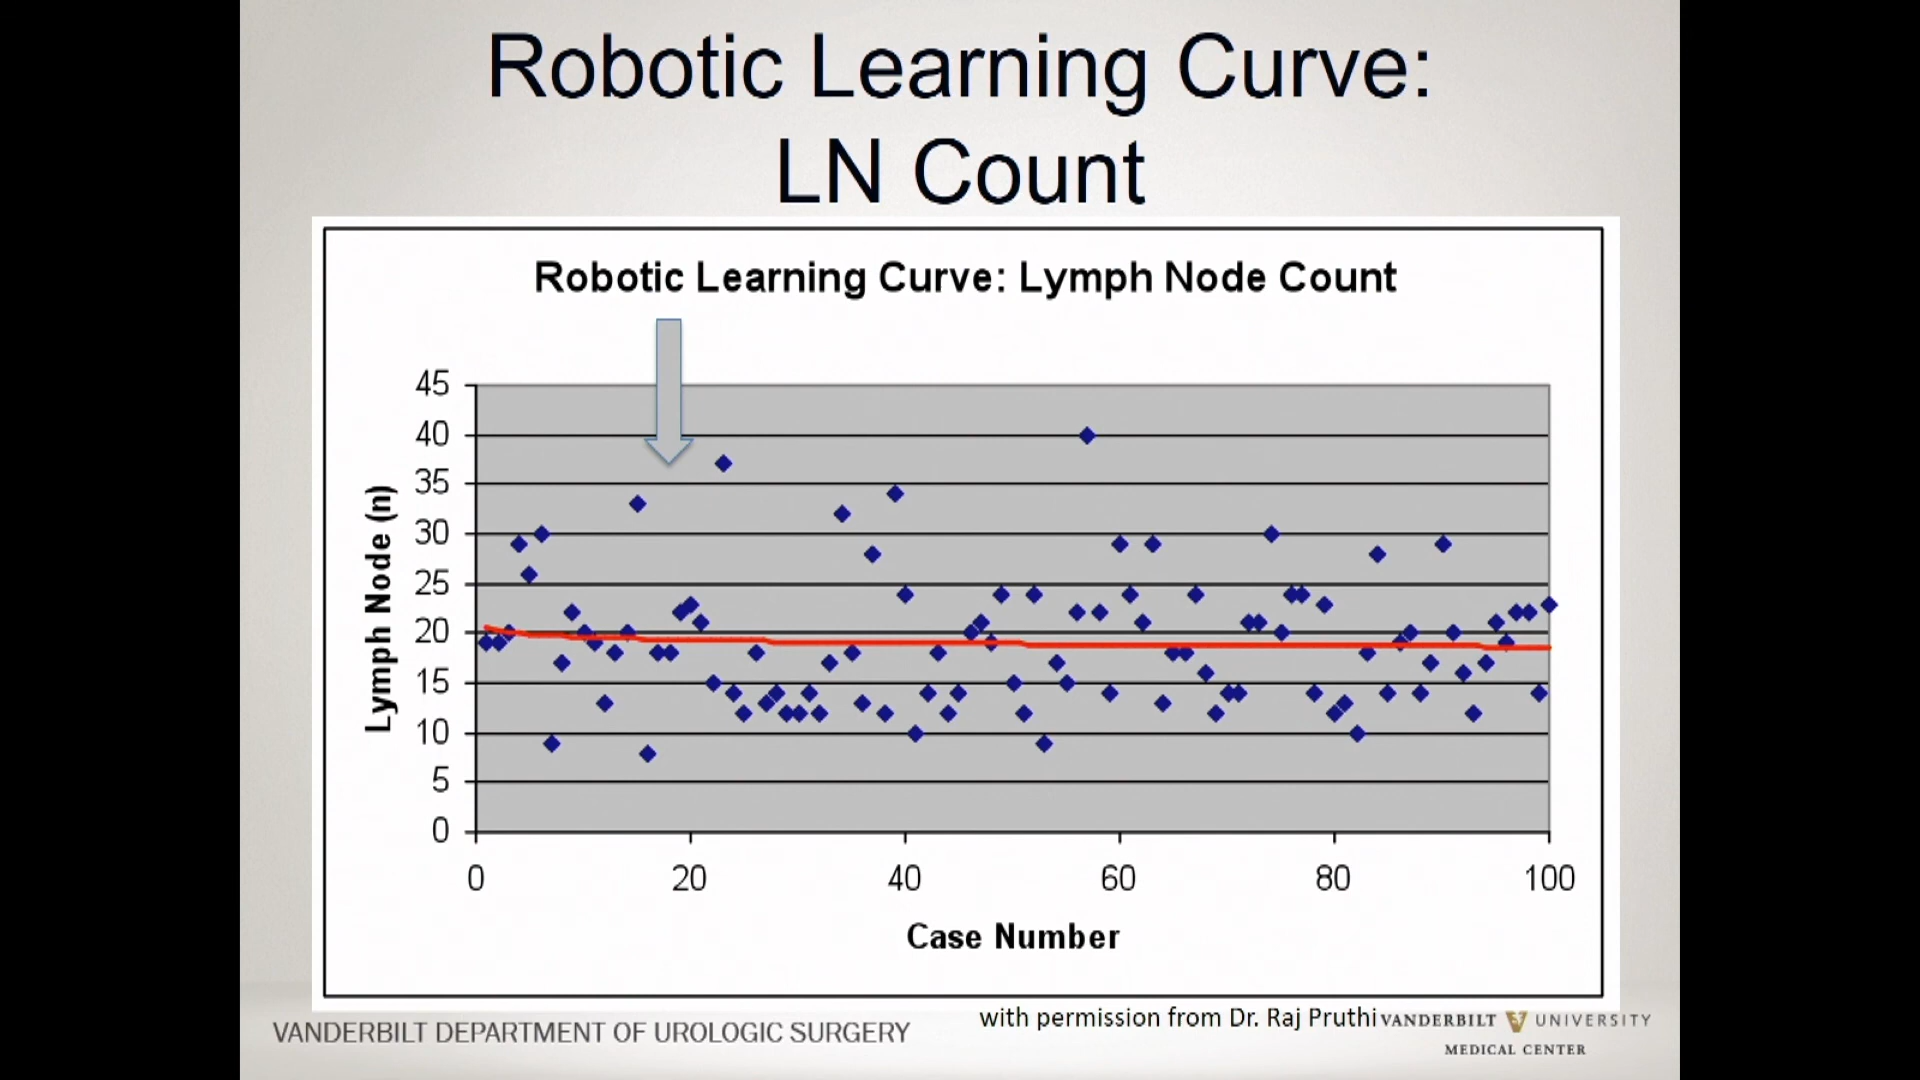 Robotic Learning Curve:
LN Count
Robotic Learning Curve: Lymph Node Count
45
40
35
30
25
20
15
10
5
0
Lymph Node (n)
0 20 40 60 80 100
Case Number
with permission from Dr. Raj Pruthi
VANDERBILT DEPARTMENT OF UROLOGIC SURGERY
VANDERBILT V UNIVERSITY
MEDICAL CENTER